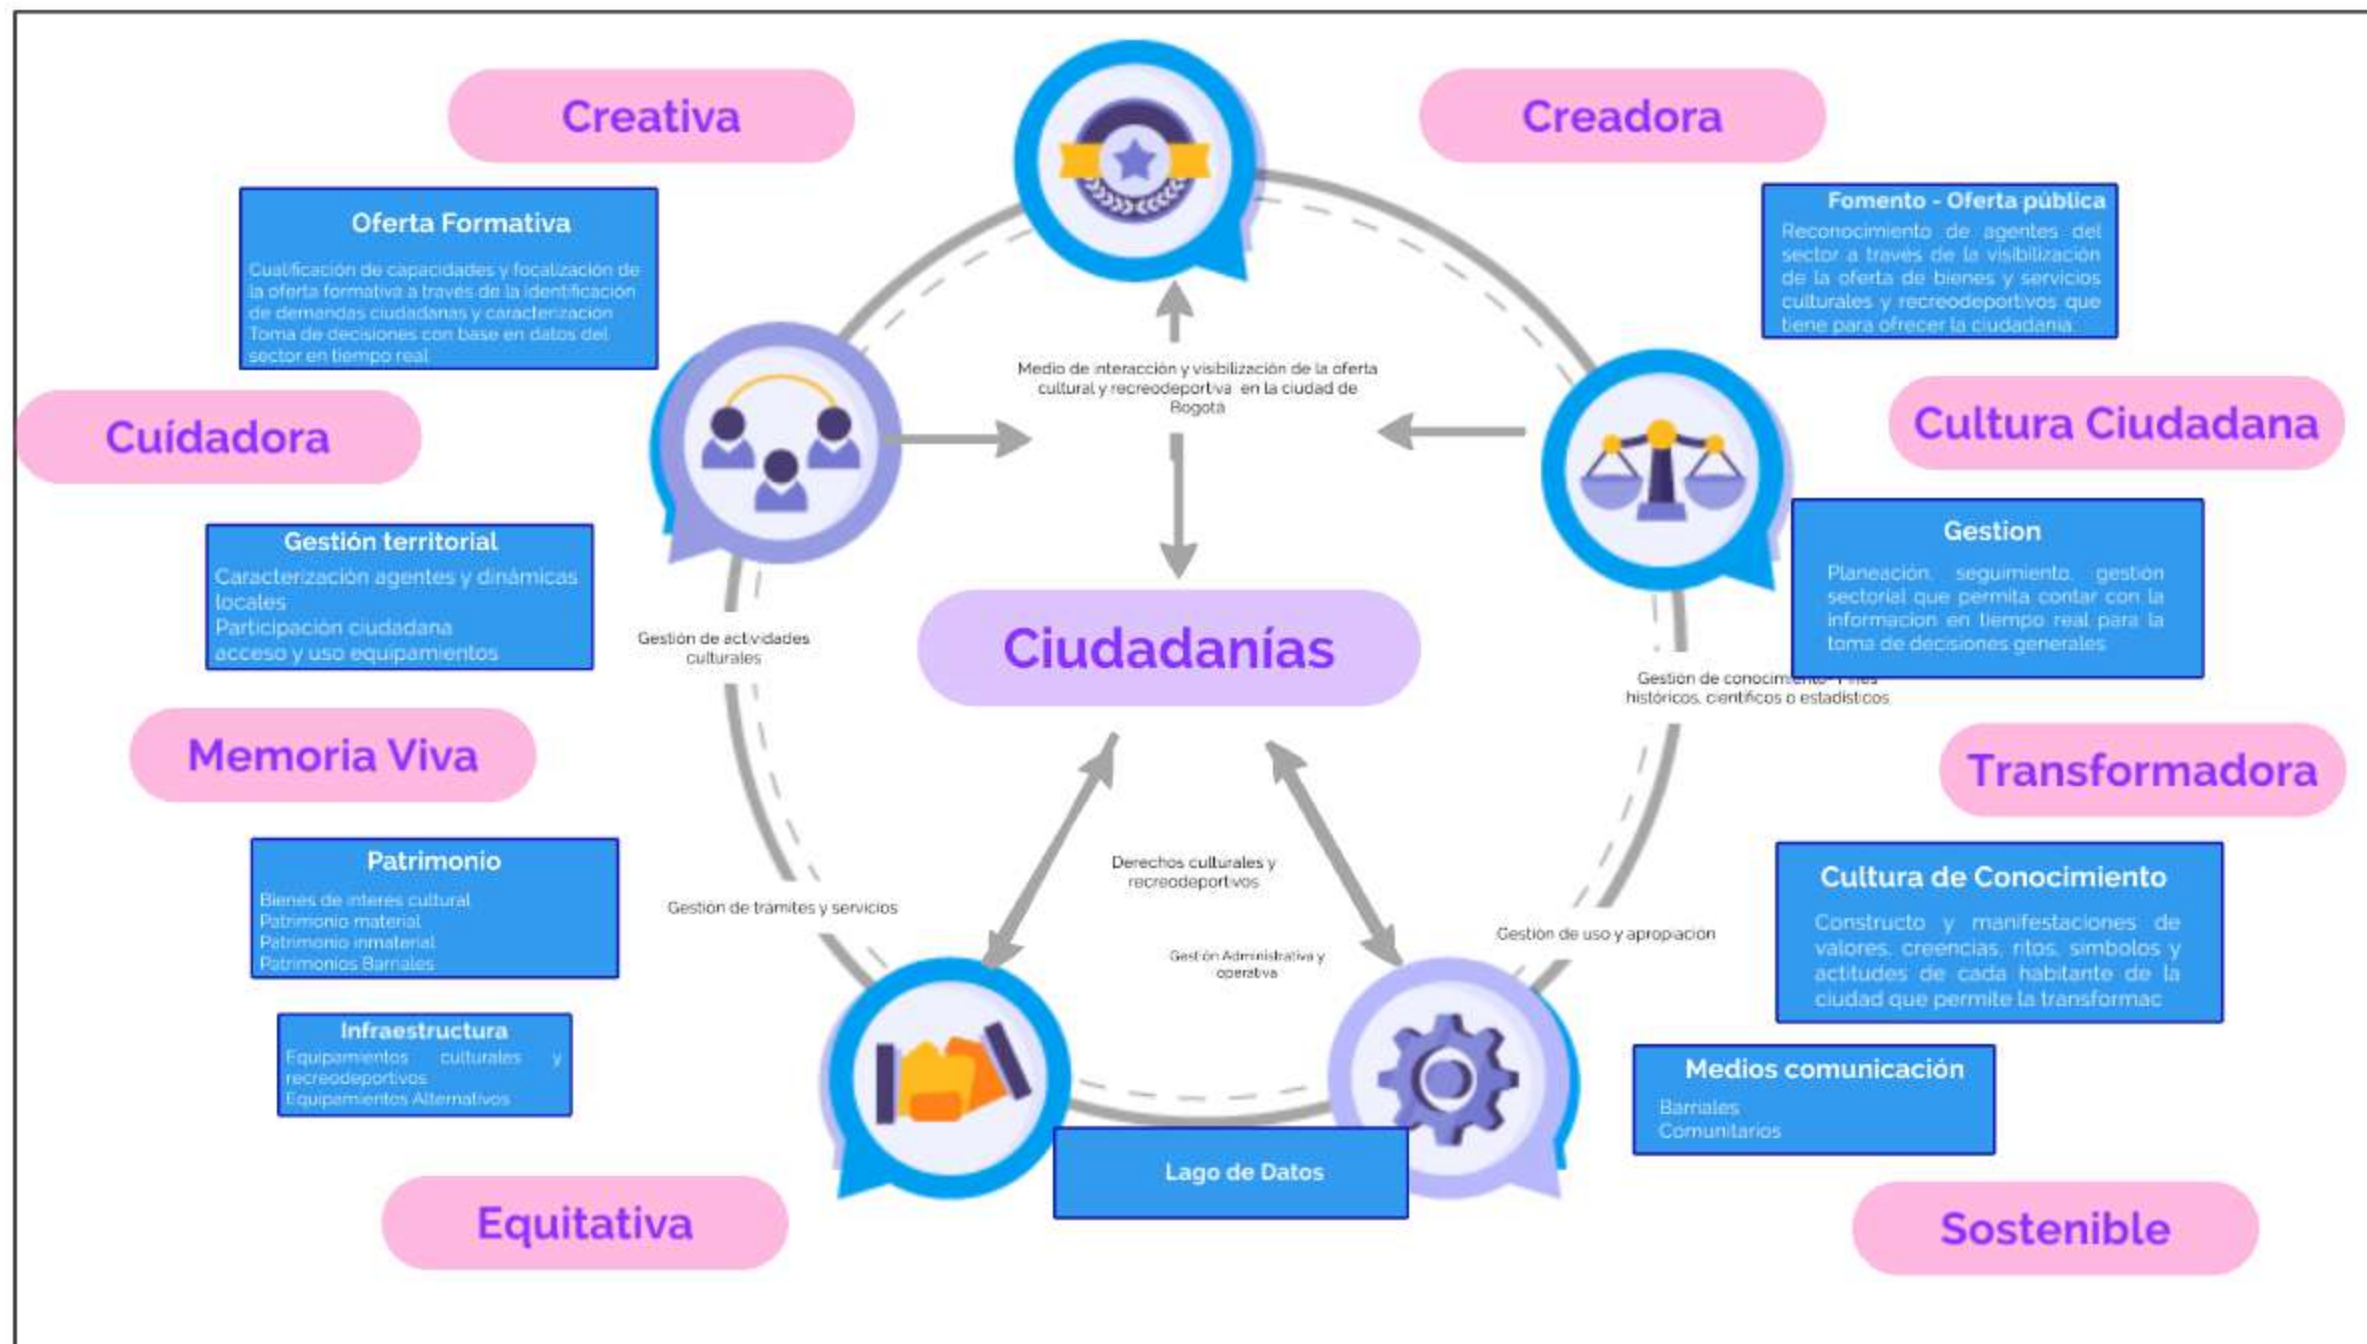 Creativa
Creadora
Oferta Formativa
Cualificación de capacidades y focalización de
la oferta formativa a través de la identificación
de demandas ciudadanas y caracterización
Toma de decisiones con base en datos del
sector en tiempo real
Fomento - Oferta pública
Reconocimiento de agentes del
sector a través de la visibilización
de la oferta de bienes y servicios
culturales y recreodeportivos que
tiene para ofrecer la ciudadania.
Medio de interacción y visibilización de la oferta
cultural y recreodeportiva en la ciudad de
Bogotá
Cuídadora
Cultura Ciudadana
Gestión territorial
Caracterización agentes y dinámicas
locales
Participación ciudadana
acceso y uso equipamientos
Gestion
Planeación, seguimiento, gestión
sectorial que permita contar con la
informacion en tiempo real para la
toma de decisiones generales
Gestión de actividades
culturales
Ciudadanías
Gestión de conocim
históricos, científicos o estadísticos
Memoria Viva
Transformadora
Patrimonio
Bienes de interés cultural
Patrimonio material
Patrimonio inmaterial
Patrimonios Barriales
Gestión de trámites y servicios
Derechos culturales y
recreodeportivos
Gestión Administrativa y
operativa
Gestión de uso y apropiación
Cultura de Conocimiento
Constructo y manifestaciones de
valores, creencias, ritos, símbolos y
actitudes de cada habitante de la
ciudad que permite la transformac
Infraestructura
Equipamientos culturales y
recreodeportivos
Equipamientos Alternativos
Medios comunicación
Barriales
Comunitarios
Lago de Datos
Equitativa
Sostenible